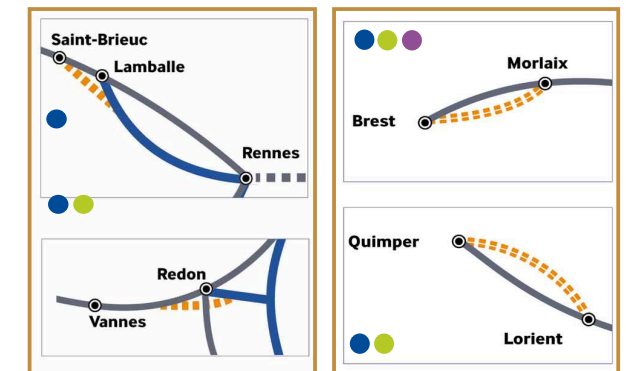 Saint-Brieuc
Lamballe
Rennes
Redon
Vannes
Morlaix
Brest
Quimper
Lorient